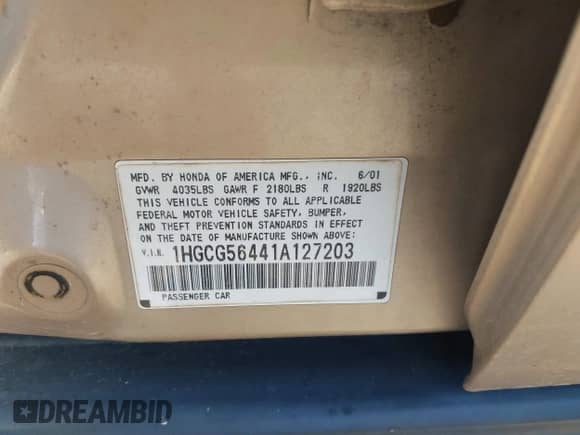 MFD. BY HONDA OF AMERICA MFG., INC. 6/01
GVWR 4035LBS GAWR F 2180LBS R 1920LBS
THIS VEHICLE CONFORMS TO ALL APPLICABLE
FEDERAL MOTOR VEHICLE SAFETY, BUMPER,
AND THEFT PREVENTION STANDARDS IN EFFECT
ON THE DATE OF MANUFACTURE SHOWN ABOVE:
V.I.N. 1HGCG56441A127203
PASSENGER CAR
DREAMBID